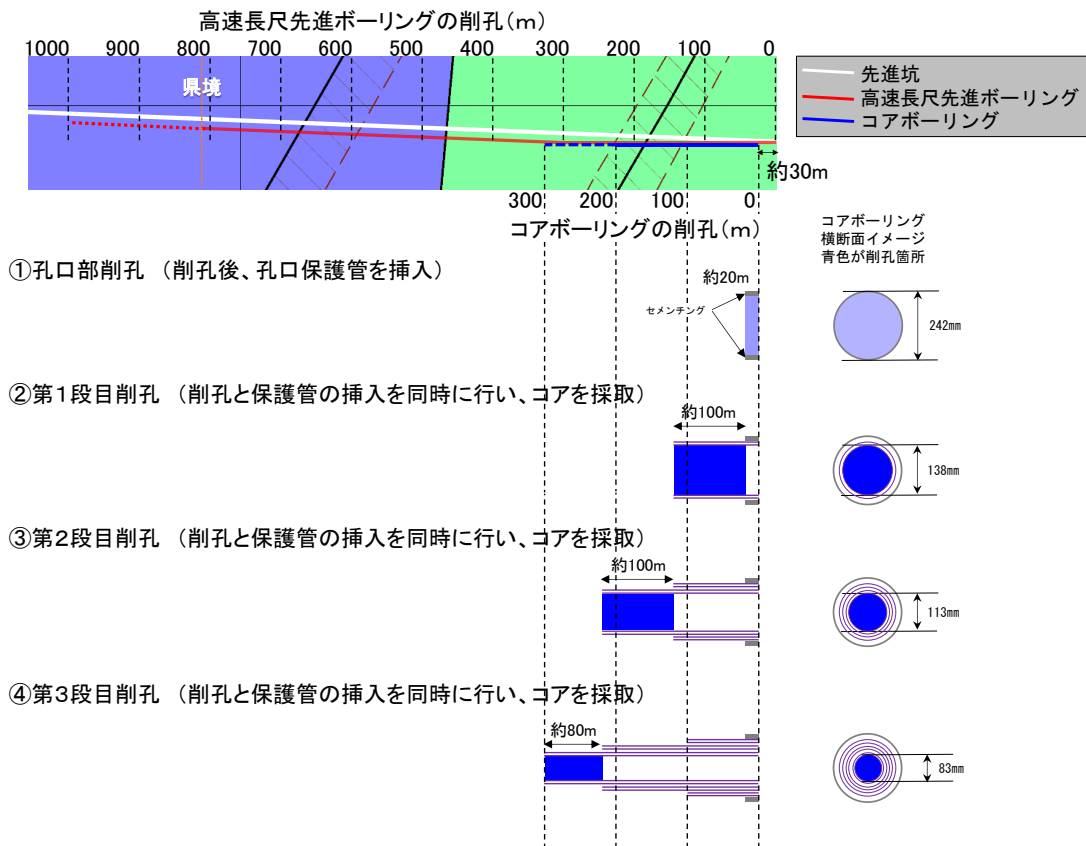 高速長尺先進ボーリングの削孔(m)
1000 900 800 700 600 500 400 300 200 100 0
県境
先進坑
高速長尺先進ボーリング
コアボーリング
約30m
300 200 100 0
コアボーリングの削孔(m)
コアボーリング
横断面イメージ
青色が削孔箇所
①孔口部削孔 (削孔後、孔口保護管を挿入)
約20m
セメンチング
242mm
②第1段目削孔 (削孔と保護管の挿入を同時に行い、コアを採取)
約100m
138mm
③第2段目削孔 (削孔と保護管の挿入を同時に行い、コアを採取)
約100m
113mm
④第3段目削孔 (削孔と保護管の挿入を同時に行い、コアを採取)
約80m
83mm